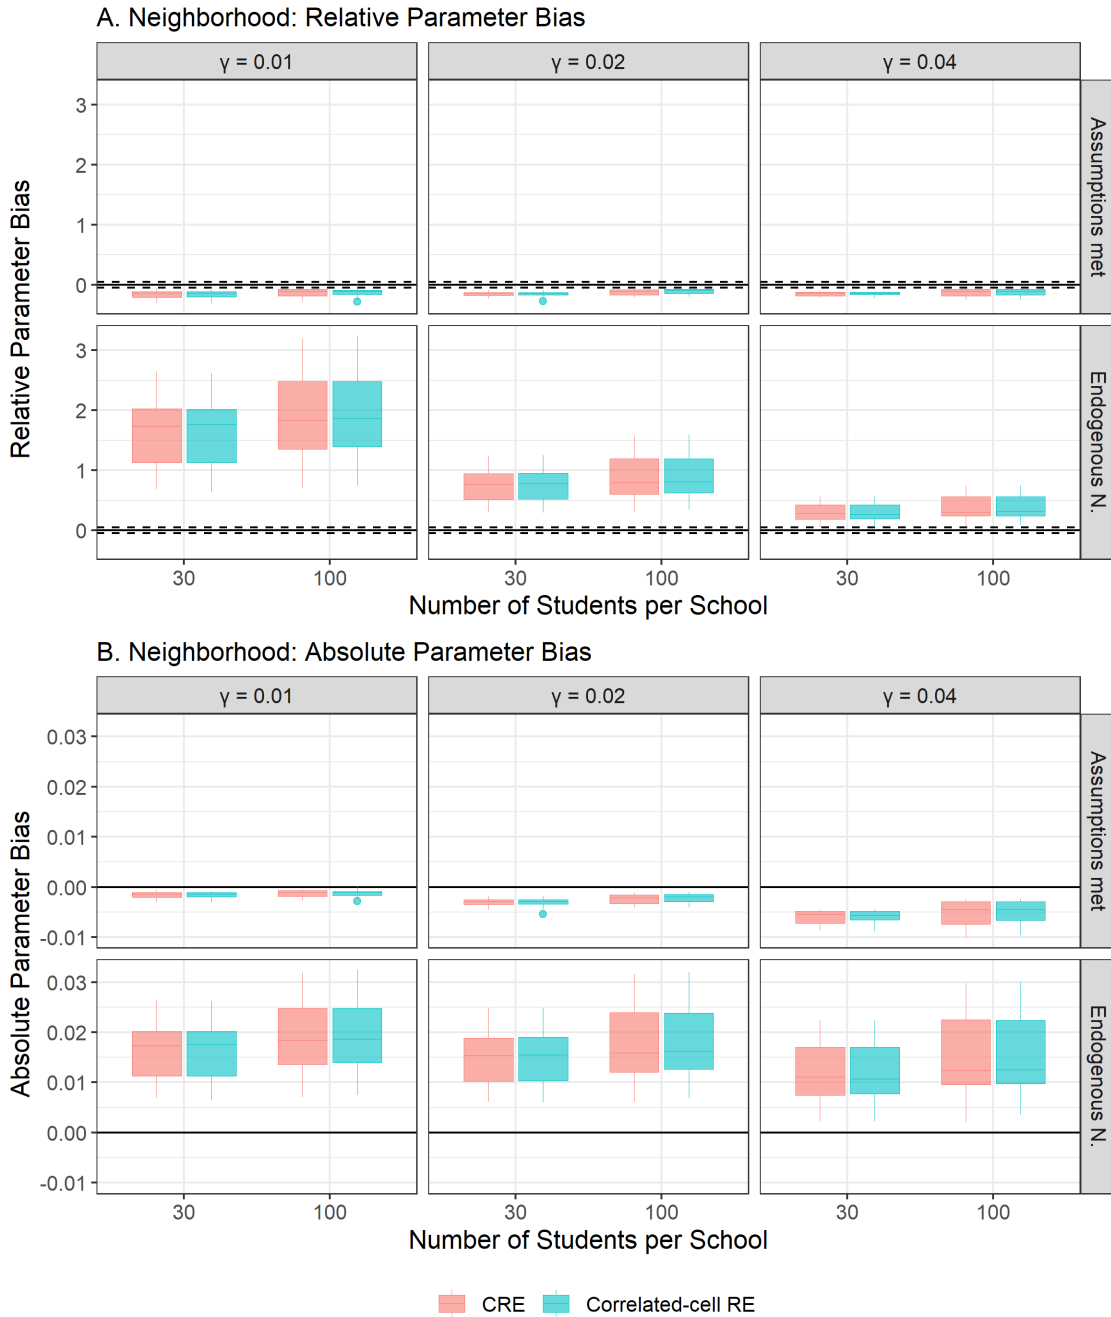 A. Neighborhood: Relative Parameter Bias
γ = 0.01 γ = 0.02 γ = 0.04
Relative Parameter Bias
3
2
1
0
Assumptions met
3
2
1
0
Endogenous N.
30 100 30 100 30 100
Number of Students per School
B. Neighborhood: Absolute Parameter Bias
γ = 0.01 γ = 0.02 γ = 0.04
Absolute Parameter Bias
0.03
0.02
0.01
0.00
-0.01
Assumptions met
0.03
0.02
0.01
0.00
-0.01
Endogenous N.
30 100 30 100 30 100
Number of Students per School
CRE Correlated-cell RE